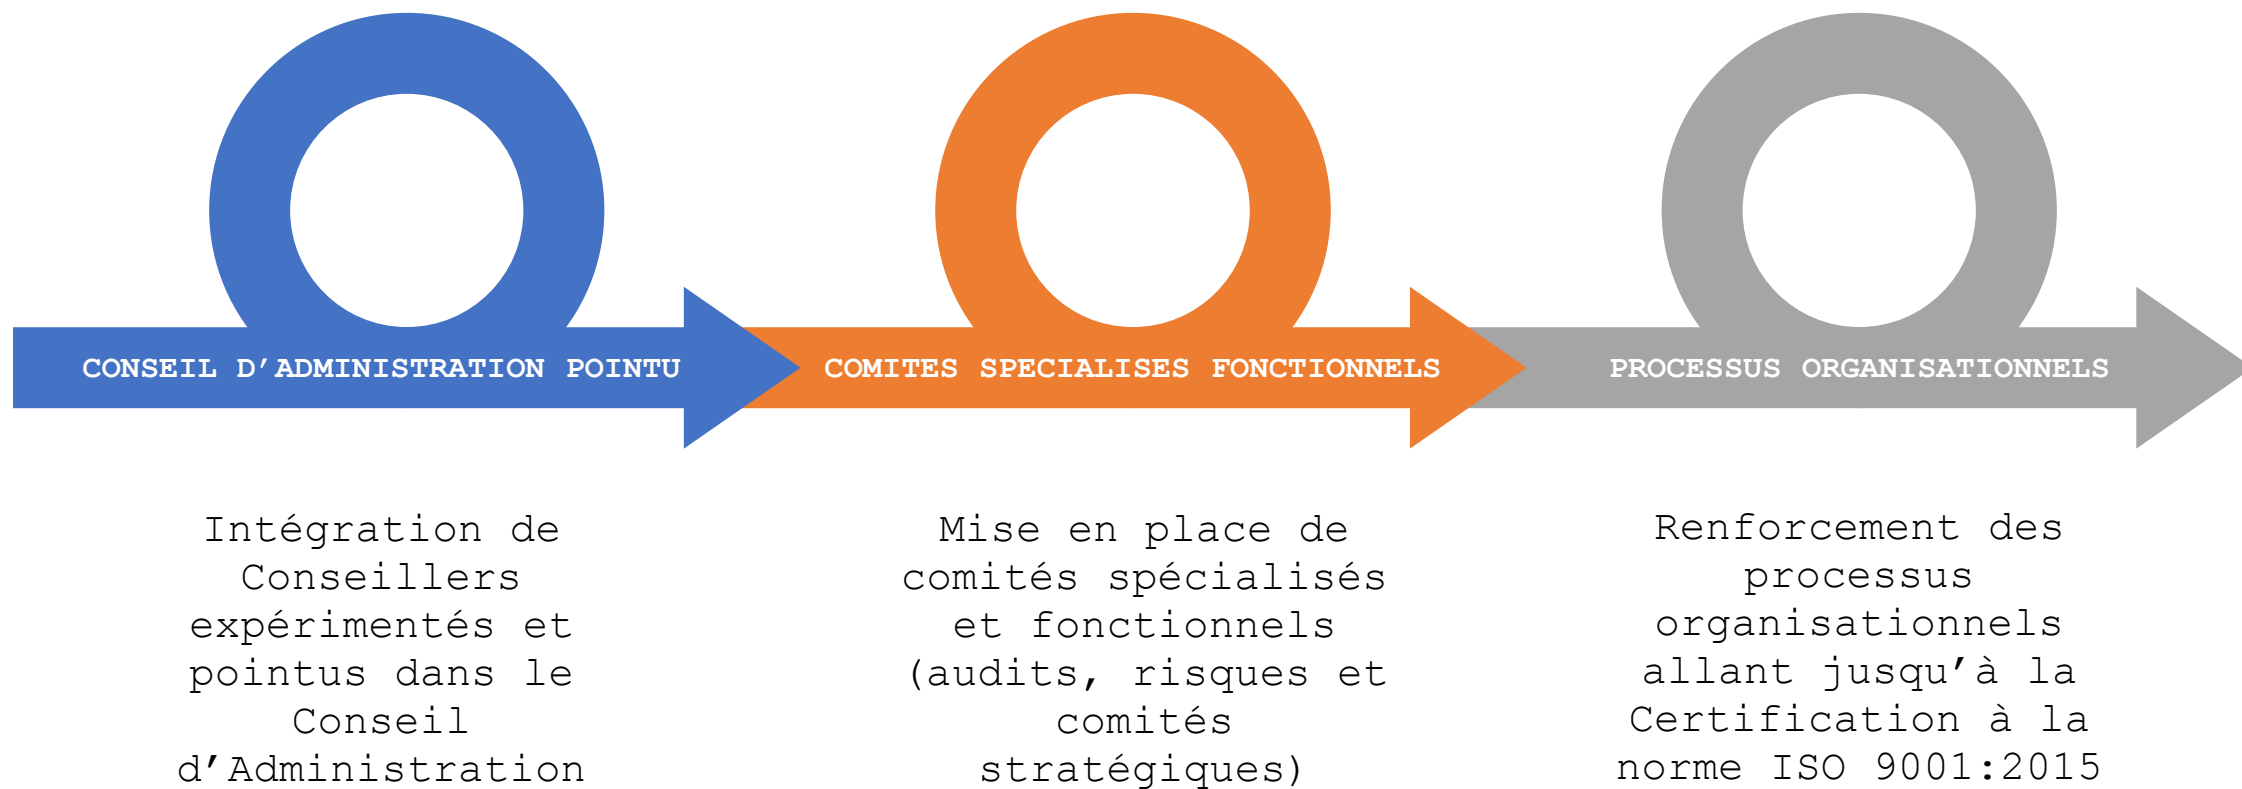 CONSEIL D’ADMINISTRATION POINTU
COMITES SPECIALISES FONCTIONNELS
PROCESSUS ORGANISATIONNELS
Intégration de
Conseillers
expérimentés et
pointus dans le
Conseil
d’Administration
Mise en place de
comités spécialisés
et fonctionnels
(audits, risques et
comités
stratégiques)
Renforcement des
processus
organisationnels
allant jusqu’à la
Certification à la
norme ISO 9001:2015